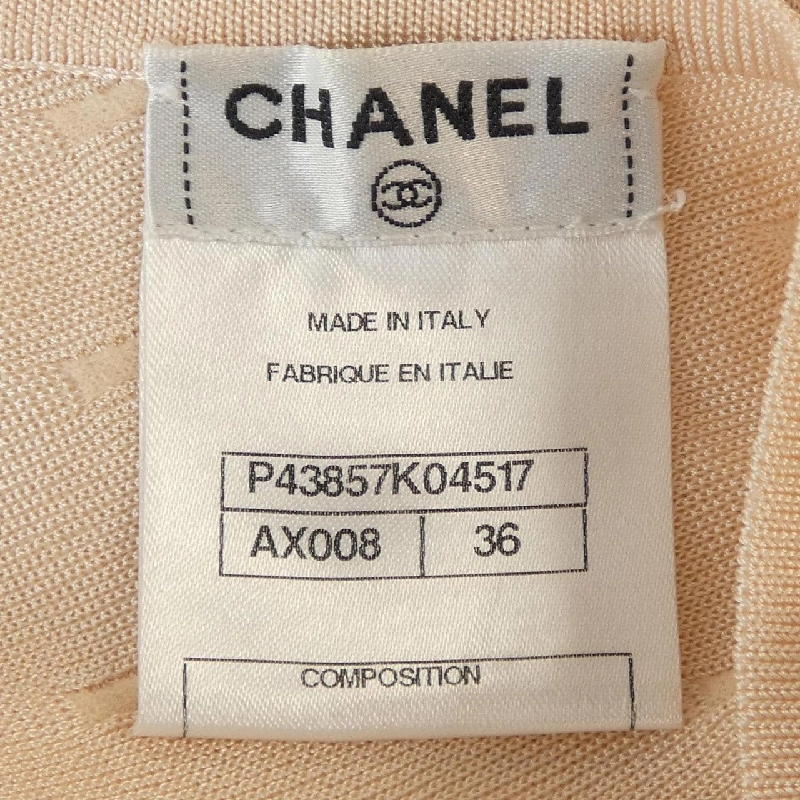 CHANEL
MADE IN ITALY
FABRIQUE EN ITALIE
P43857K04517
AX008 36
COMPOSITION